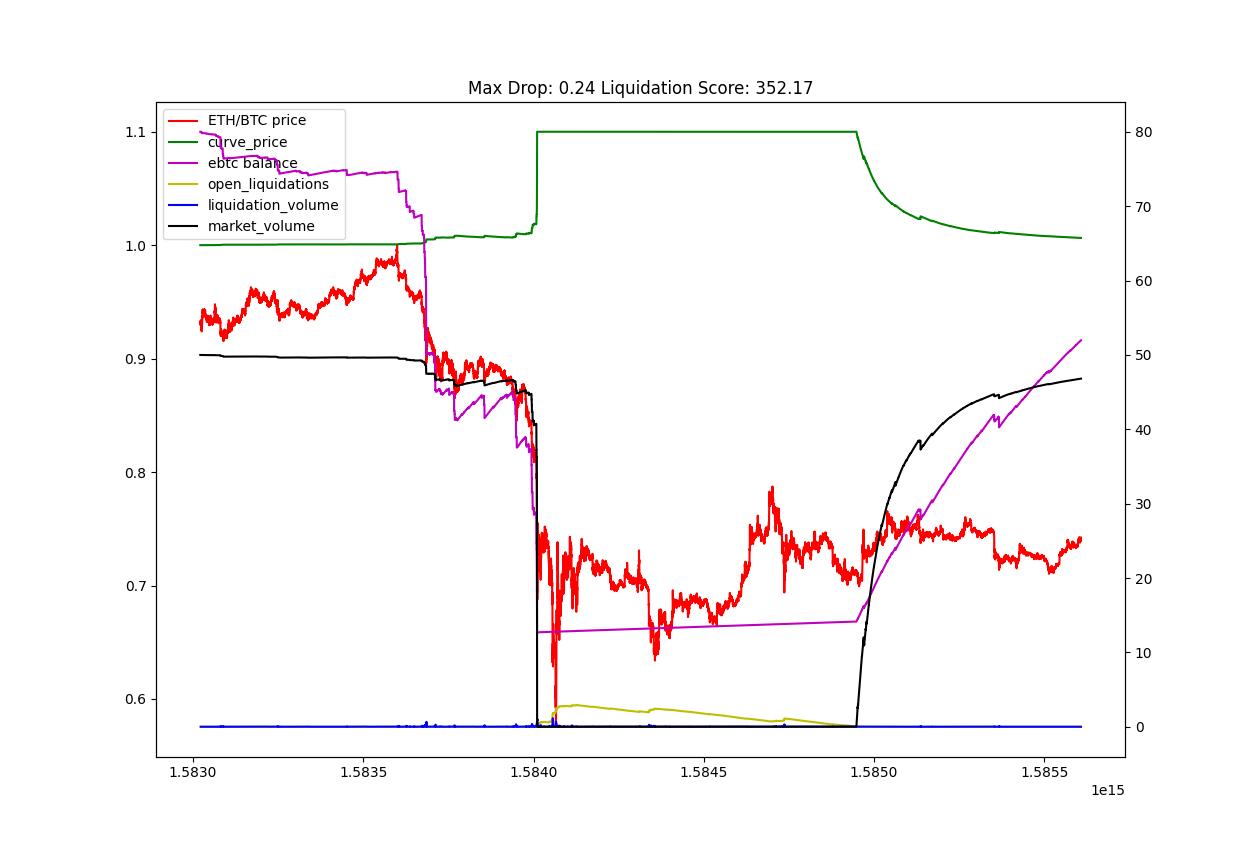 Max Drop: 0.24 Liquidation Score: 352.17
ETH/BTC price
curve_price
ebtc balance
open_liquidations
liquidation_volume
market_volume
1.1
1.0
0.9
0.8
0.7
0.6
80
70
60
50
40
30
20
10
0
1.5830 1.5835 1.5840 1.5845 1.5850 1.5855
1e15